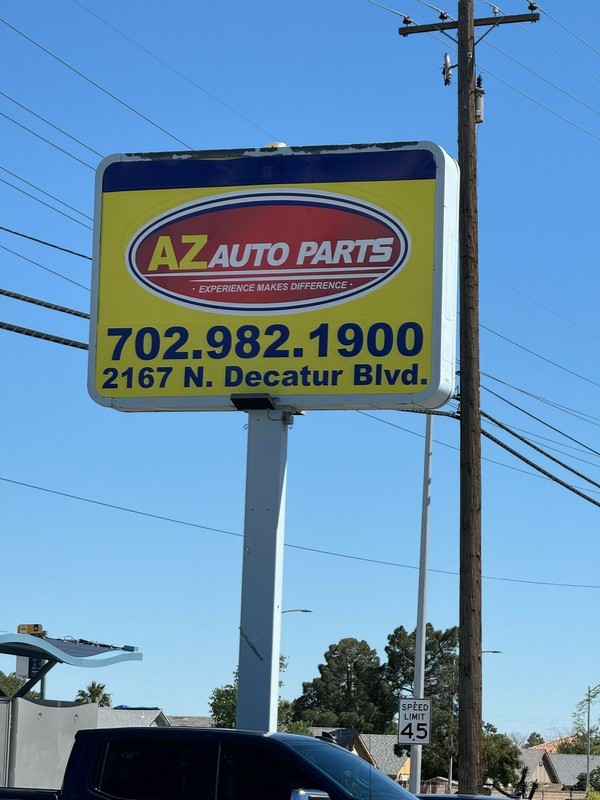 AZ AUTO PARTS
· EXPERIENCE MAKES DIFFERENCE ·
702.982.1900
2167 N. Decatur Blvd.
SPEED
LIMIT
45